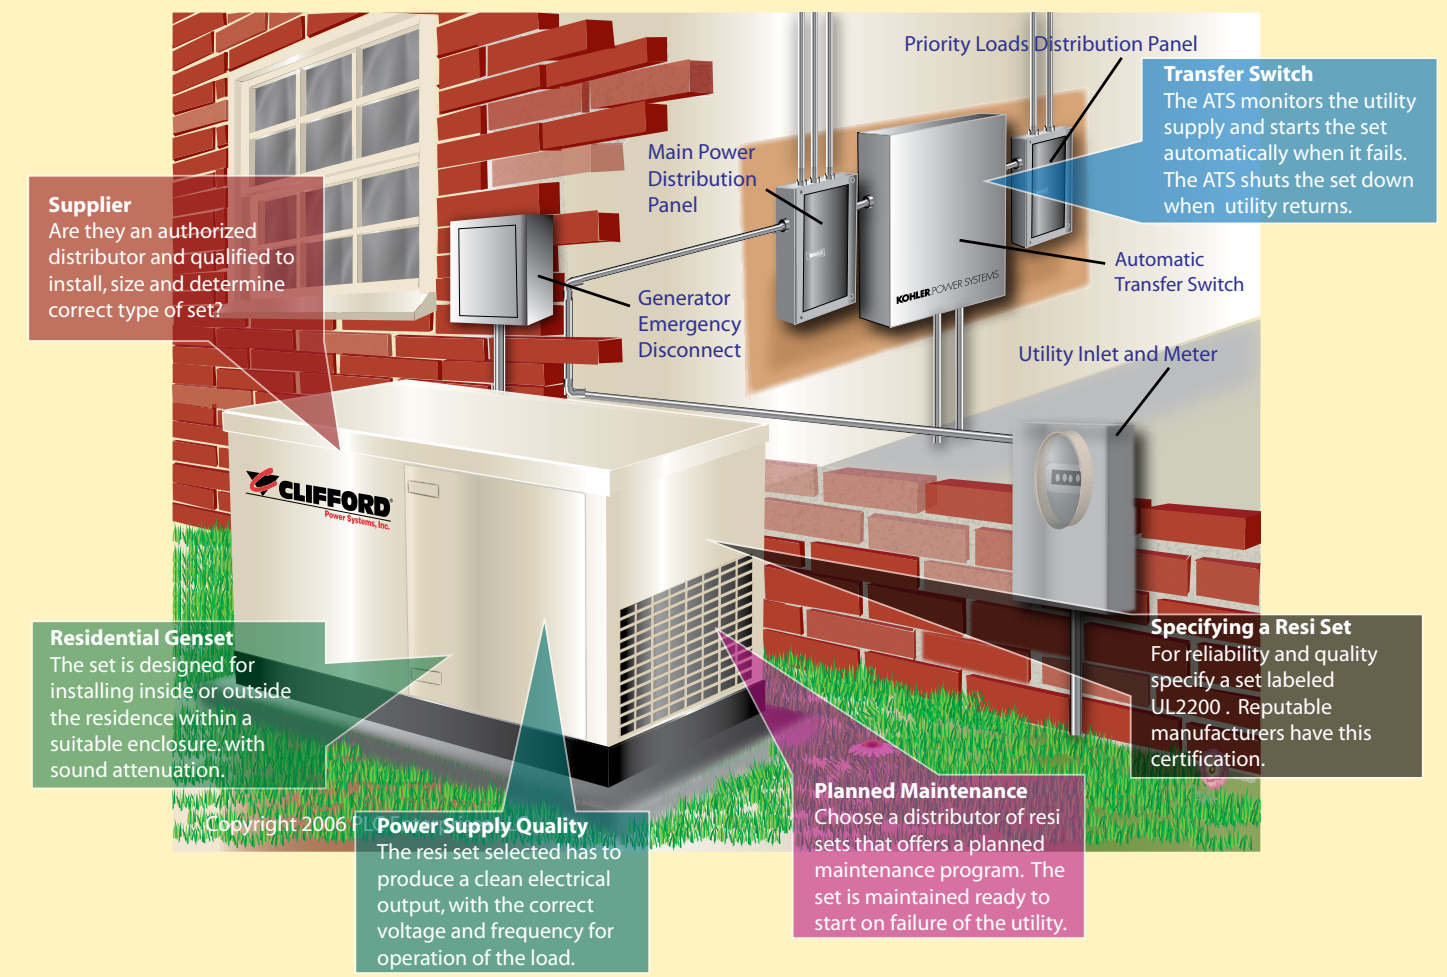 Priority Loads Distribution Panel
Transfer Switch
The ATS monitors the utility
supply and starts the set
automatically when it fails.
The ATS shuts the set down
when utility returns.
Main Power
Distribution
Panel
Supplier
Are they an authorized
distributor and qualified to
install, size and determine
correct type of set?
Automatic
Transfer Switch
KOHLER POWER SYSTEMS
Generator
Emergency
Disconnect
Utility Inlet and Meter
CLIFFORD
Power Systems, Inc.
Residential Genset
The set is designed for
installing inside or outside
the residence within a
suitable enclosure. with
sound attenuation.
Specifying a Resi Set
For reliability and quality
specify a set labeled
UL2200 . Reputable
manufacturers have this
certification.
Planned Maintenance
Choose a distributor of resi
sets that offers a planned
maintenance program. The
set is maintained ready to
start on failure of the utility.
Copyright 2006
Power Supply Quality
The resi set selected has to
produce a clean electrical
output, with the correct
voltage and frequency for
operation of the load.